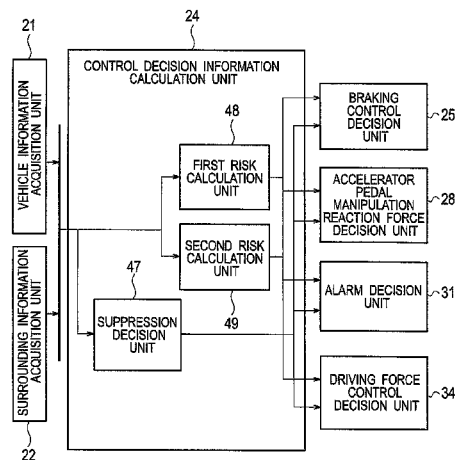 24
21
CONTROL DECISION INFORMATION
CALCULATION UNIT
VEHICLE INFORMATION
ACQUISITION UNIT
48
FIRST RISK
CALCULATION
UNIT
SECOND RISK
CALCULATION
UNIT
49
47
SUPPRESSION
DECISION
UNIT
SURROUNDING INFORMATION
ACQUISITION UNIT
22
BRAKING
CONTROL
DECISION
UNIT
25
ACCELERATOR
PEDAL
MANIPULATION
REACTION FORCE
DECISION UNIT
28
ALARM DECISION
UNIT
31
DRIVING FORCE
CONTROL
DECISION UNIT
34